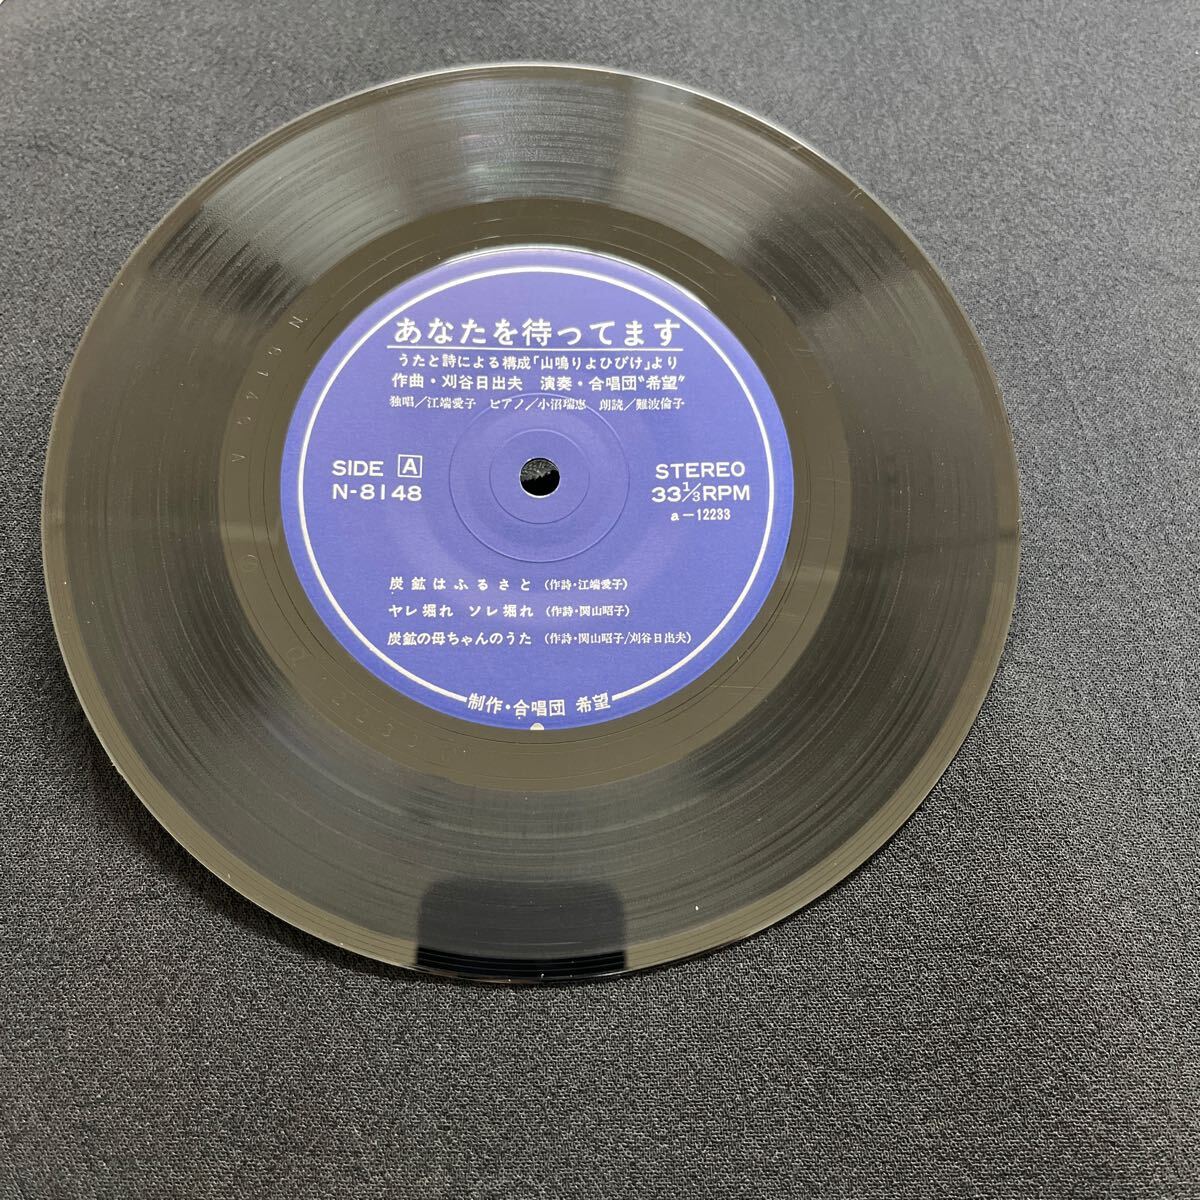 あなたを待ってます
うたと詩による構成「山鳴りよひびけ」より
作曲・刈谷日出夫 演奏・合唱団"希望"
独唱/江端愛子 ピアノ/小沼瑞恵 朗読/難波倫子
SIDE A
N-8148
STEREO
33⅓RPM
a-12233
炭鉱はふるさと (作詩・江端愛子)
ヤレ堀れ ソレ堀れ (作詩・関山昭子)
炭鉱の母ちゃんのうた (作詩・関山昭子/刈谷日出夫)
制作・合唱団 希望